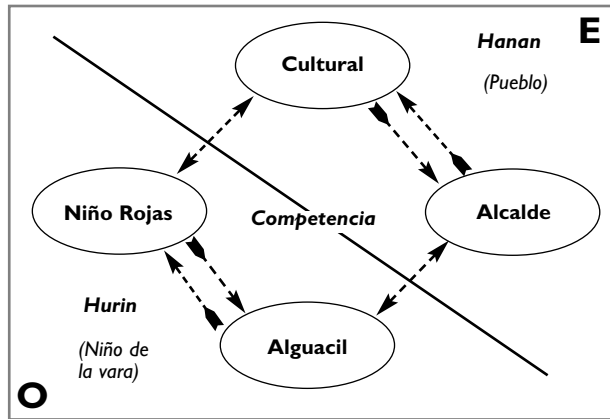 E
Hanan
(Pueblo)
Cultural
Niño Rojas
Competencia
Alcalde
Hurin
(Niño de
la vara)
Alguacil
O